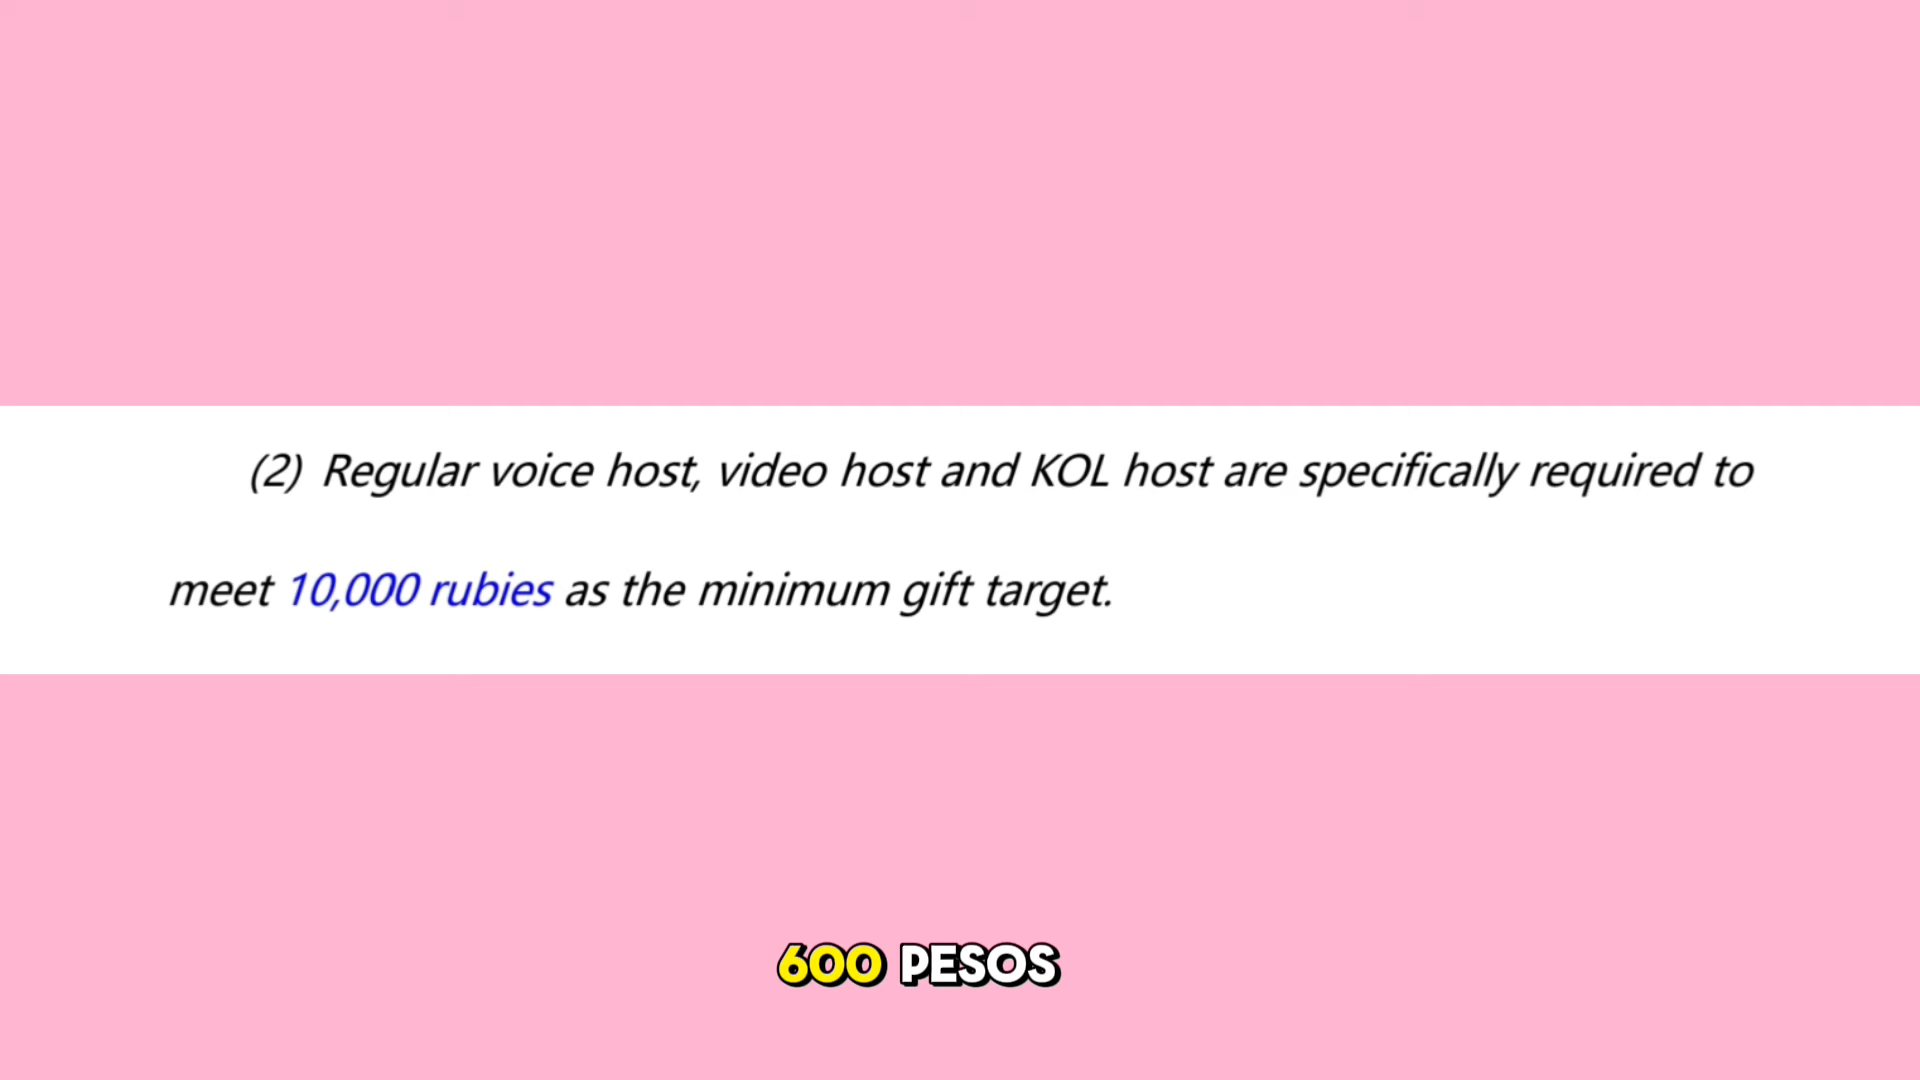 (2) Regular voice host, video host and KOL host are specifically required to
meet 10,000 rubies as the minimum gift target.
600 PESOS